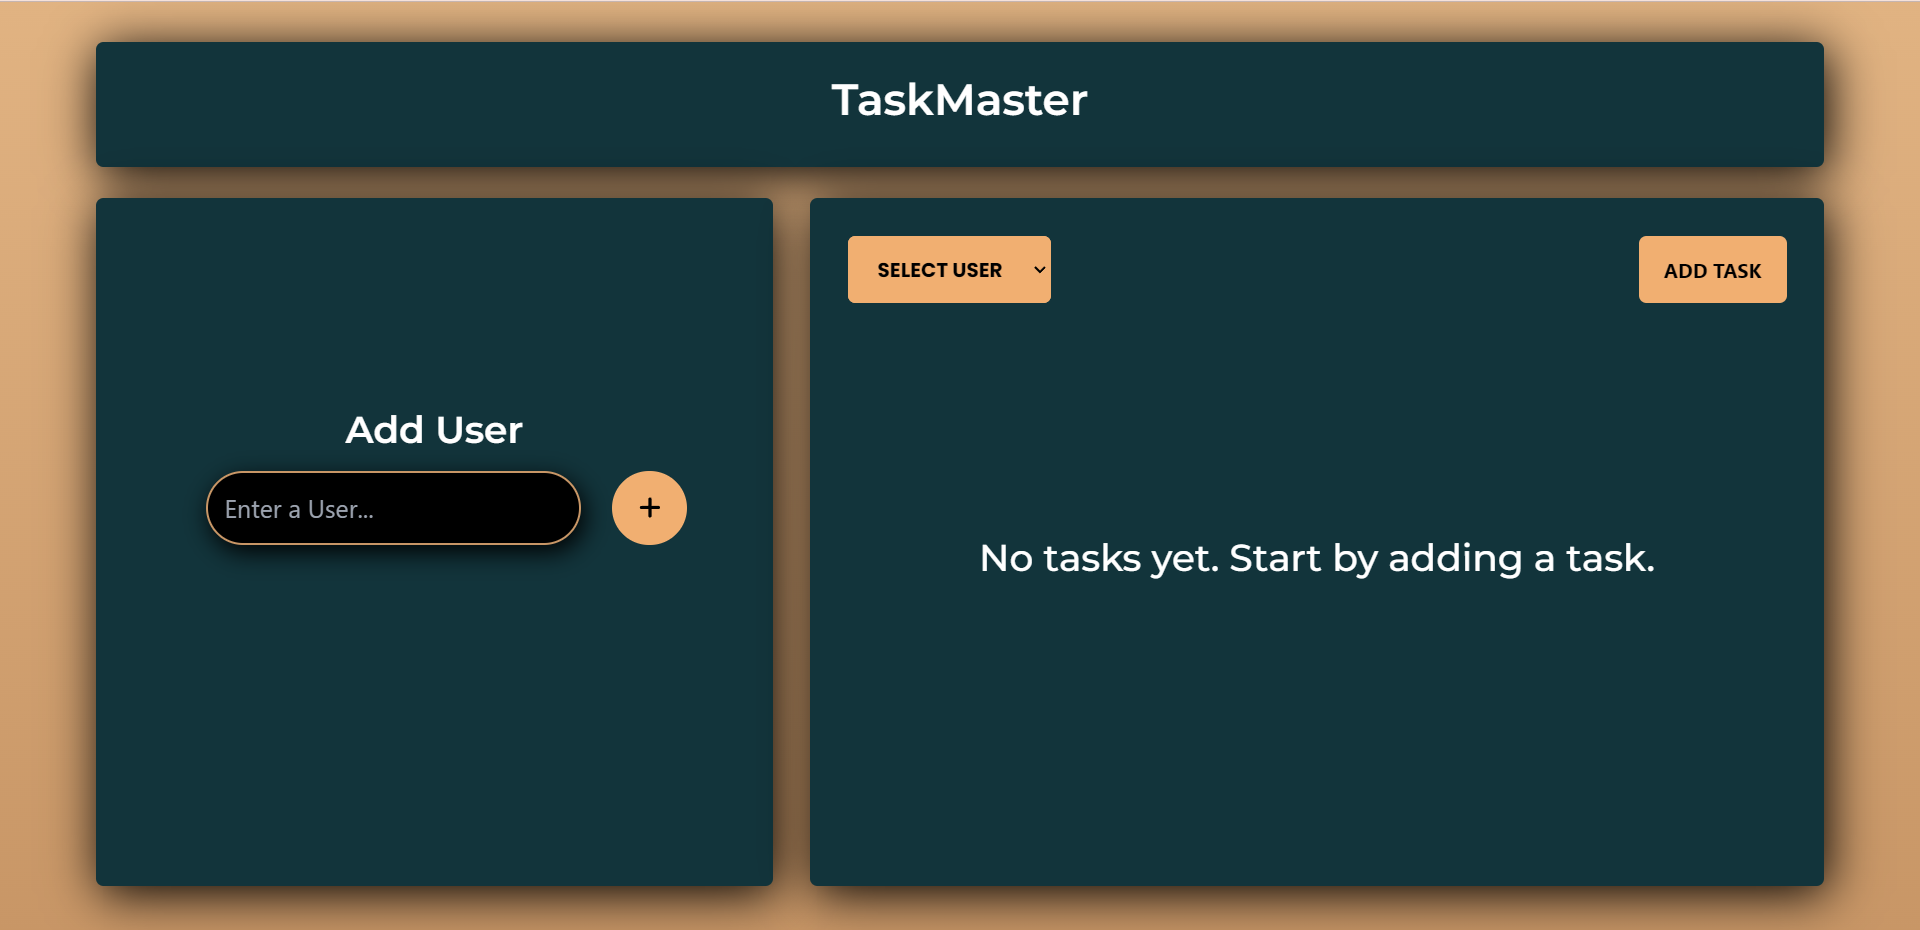 TaskMaster
Add User
Enter a User...
+
SELECT USER
ADD TASK
No tasks yet. Start by adding a task.